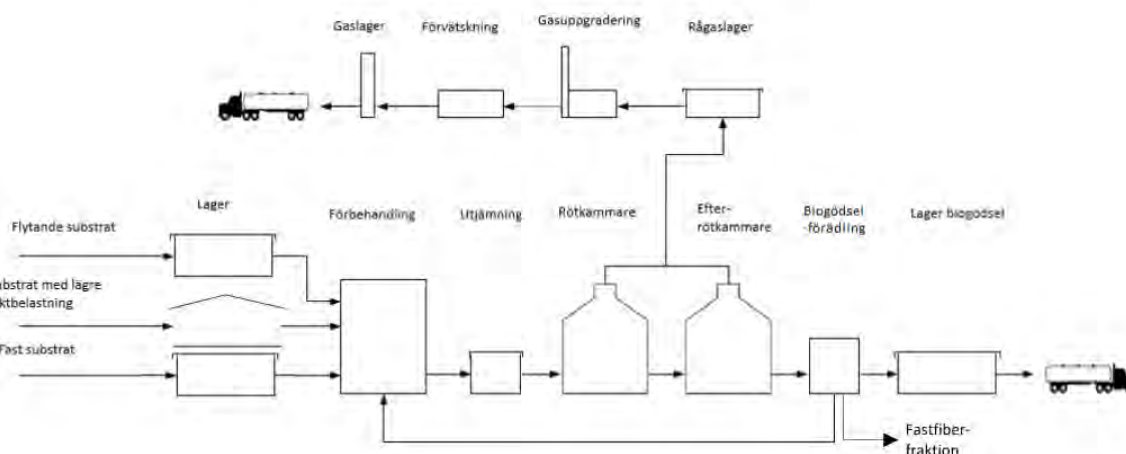 Gaslager
Förvätskning
Gasuppgradering
Rågaslager
Lager
Förbehandling
Utjämning
Rötkammare
Efter-
rötkammare
Biogödsel
-förädling
Lager biogödsel
Flytande substrat
bstrat med lägre
ktbelastning
Fast substrat
Fastfiber-
fraktion